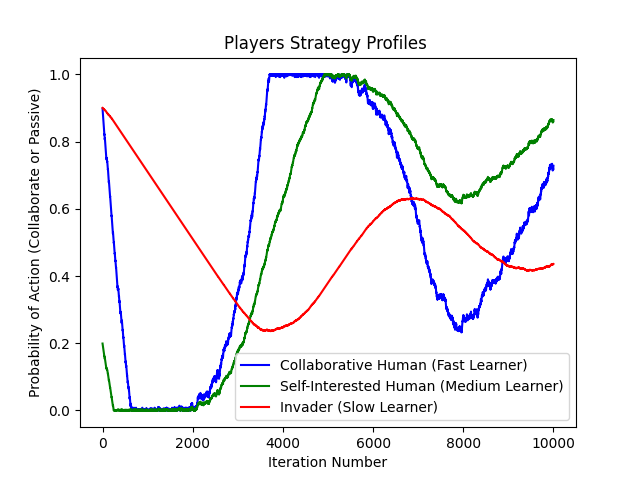 Players Strategy Profiles
Probability of Action (Collaborate or Passive)
1.0
0.8
0.6
0.4
0.2
0.0
Collaborative Human (Fast Learner)
Self-Interested Human (Medium Learner)
Invader (Slow Learner)
0 2000 4000 6000 8000 10000
Iteration Number